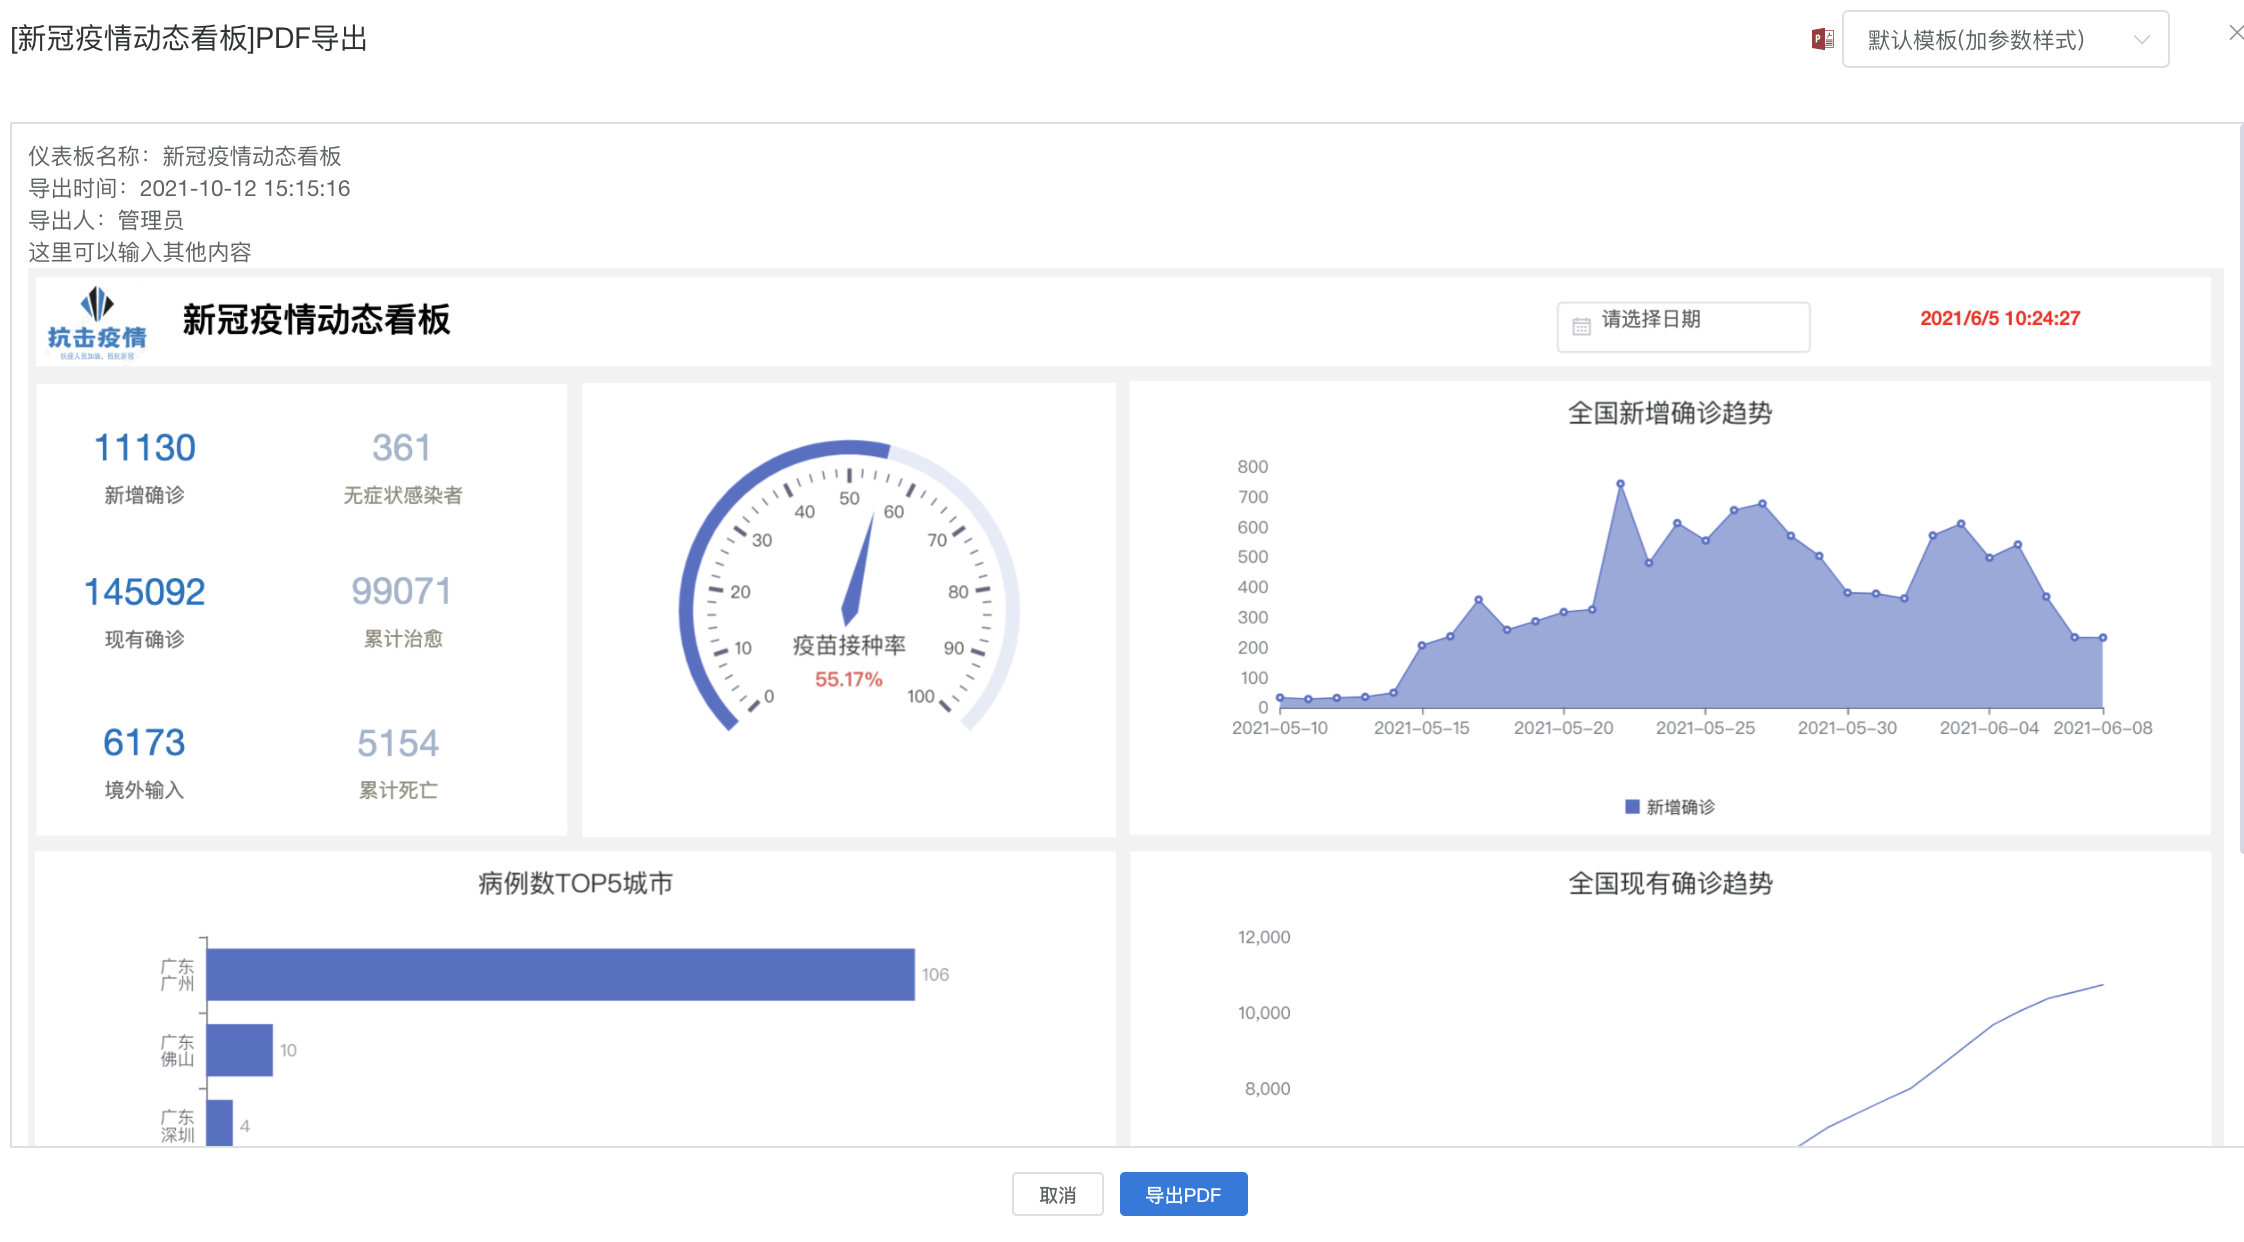 [新冠疫情动态看板]PDF导出
默认模板(加参数样式)
仪表板名称：新冠疫情动态看板
导出时间：2021-10-12 15:15:16
导出人：管理员
这里可以输入其他内容
抗击疫情
新冠疫情动态看板
请选择日期
2021/6/5 10:24:27
11130
新增确诊
361
无症状感染者
145092
现有确诊
99071
累计治愈
6173
境外输入
5154
累计死亡
0
10
20
30
40
50
60
70
80
90
100
疫苗接种率
55.17%
全国新增确诊趋势
800
700
600
500
400
300
200
100
0
2021-05-10
2021-05-15
2021-05-20
2021-05-25
2021-05-30
2021-06-04
2021-06-08
新增确诊
病例数TOP5城市
广东
广州
106
广东
佛山
10
广东
深圳
4
全国现有确诊趋势
12,000
10,000
8,000
取消
导出PDF